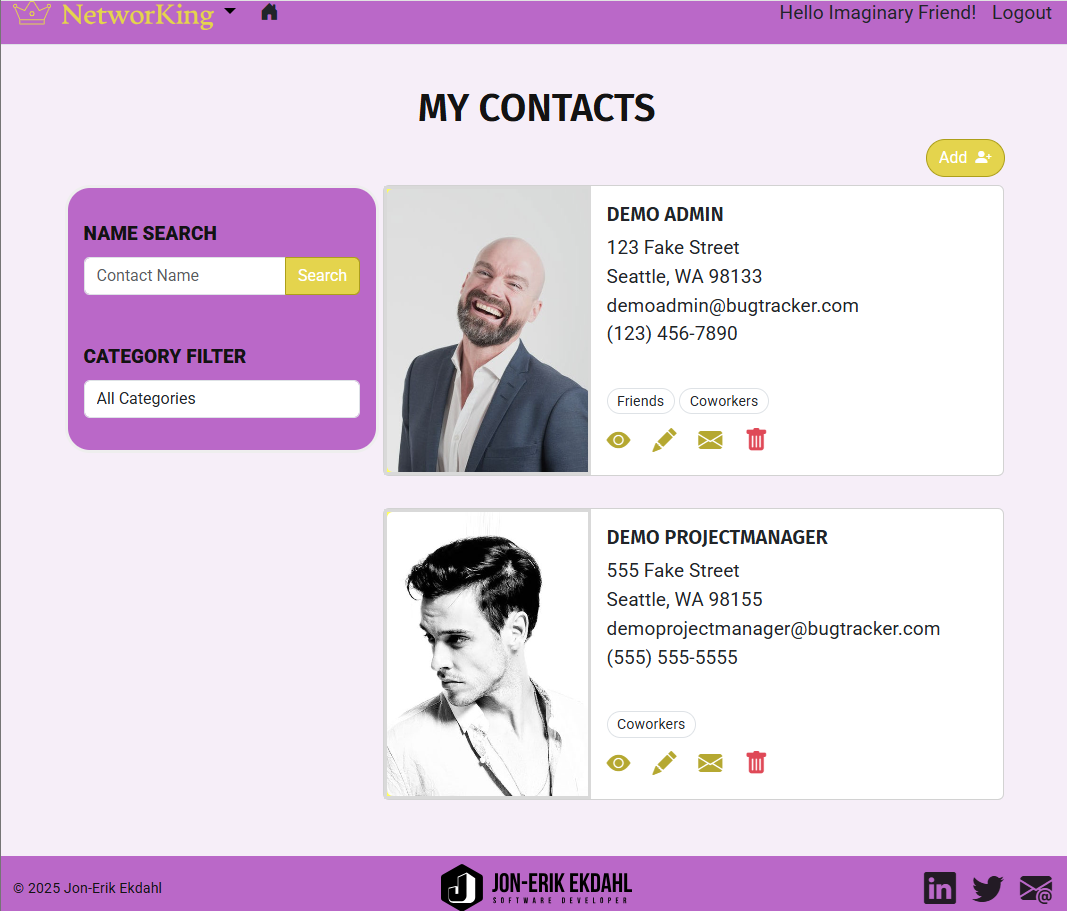 NetworKing
Hello Imaginary Friend! Logout
MY CONTACTS
Add
NAME SEARCH
Contact Name Search
CATEGORY FILTER
All Categories
DEMO ADMIN
123 Fake Street
Seattle, WA 98133
demoadmin@bugtracker.com
(123) 456-7890
Friends Coworkers
DEMO PROJECTMANAGER
555 Fake Street
Seattle, WA 98155
demoprojectmanager@bugtracker.com
(555) 555-5555
Coworkers
© 2025 Jon-Erik Ekdahl
JON-ERIK EKDAHL
SOFTWARE DEVELOPER